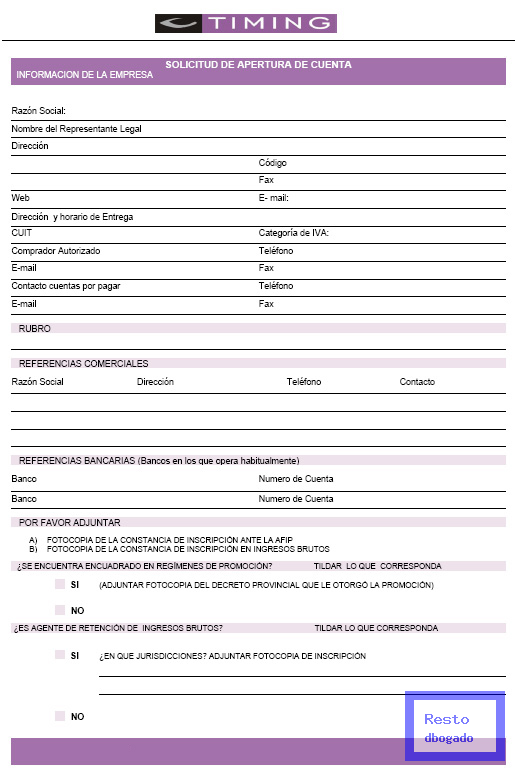 TIMING
SOLICITUD DE APERTURA DE CUENTA
INFORMACION DE LA EMPRESA
Razón Social:
Nombre del Representante Legal
Dirección
Código
Fax
Web E- mail:
Dirección y horario de Entrega
CUIT Categoría de IVA:
Comprador Autorizado Teléfono
E-mail Fax
Contacto cuentas por pagar Teléfono
E-mail Fax
RUBRO
REFERENCIAS COMERCIALES
Razón Social Dirección Teléfono Contacto
REFERENCIAS BANCARIAS (Bancos en los que opera habitualmente)
Banco Numero de Cuenta
Banco Numero de Cuenta
POR FAVOR ADJUNTAR
A) FOTOCOPIA DE LA CONSTANCIA DE INSCRIPCIÓN ANTE LA AFIP
B) FOTOCOPIA DE LA CONSTANCIA DE INSCRIPCIÓN EN INGRESOS BRUTOS
¿SE ENCUENTRA ENCUADRADO EN REGÍMENES DE PROMOCIÓN? TILDAR LO QUE CORRESPONDA
SI (ADJUNTAR FOTOCOPIA DEL DECRETO PROVINCIAL QUE LE OTORGÓ LA PROMOCIÓN)
NO
¿ES AGENTE DE RETENCIÓN DE INGRESOS BRUTOS? TILDAR LO QUE CORRESPONDA
SI ¿EN QUE JURISDICCIONES? ADJUNTAR FOTOCOPIA DE INSCRIPCIÓN
NO
Resto
dbogado